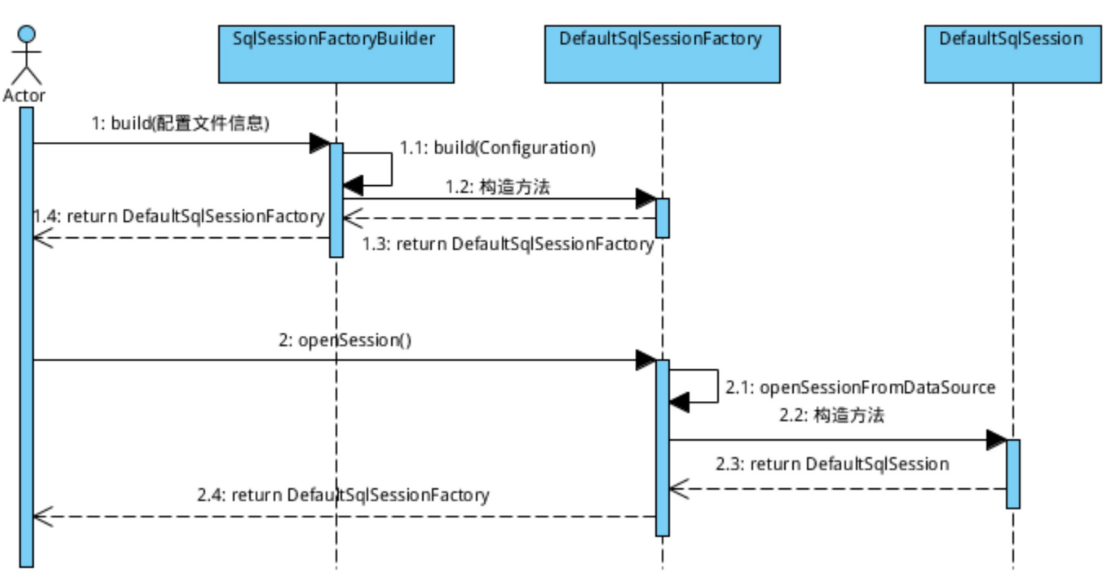 SqlSessionFactoryBuilder
DefaultSqlSessionFactory
DefaultSqlSession
Actor
1: build(配置文件信息)
1.1: build(Configuration)
1.2: 构造方法
1.4: return DefaultSqlSessionFactory
1.3: return DefaultSqlSessionFactory
2: openSession()
2.1: openSessionFromDataSource
2.2: 构造方法
2.3: return DefaultSqlSession
2.4: return DefaultSqlSessionFactory